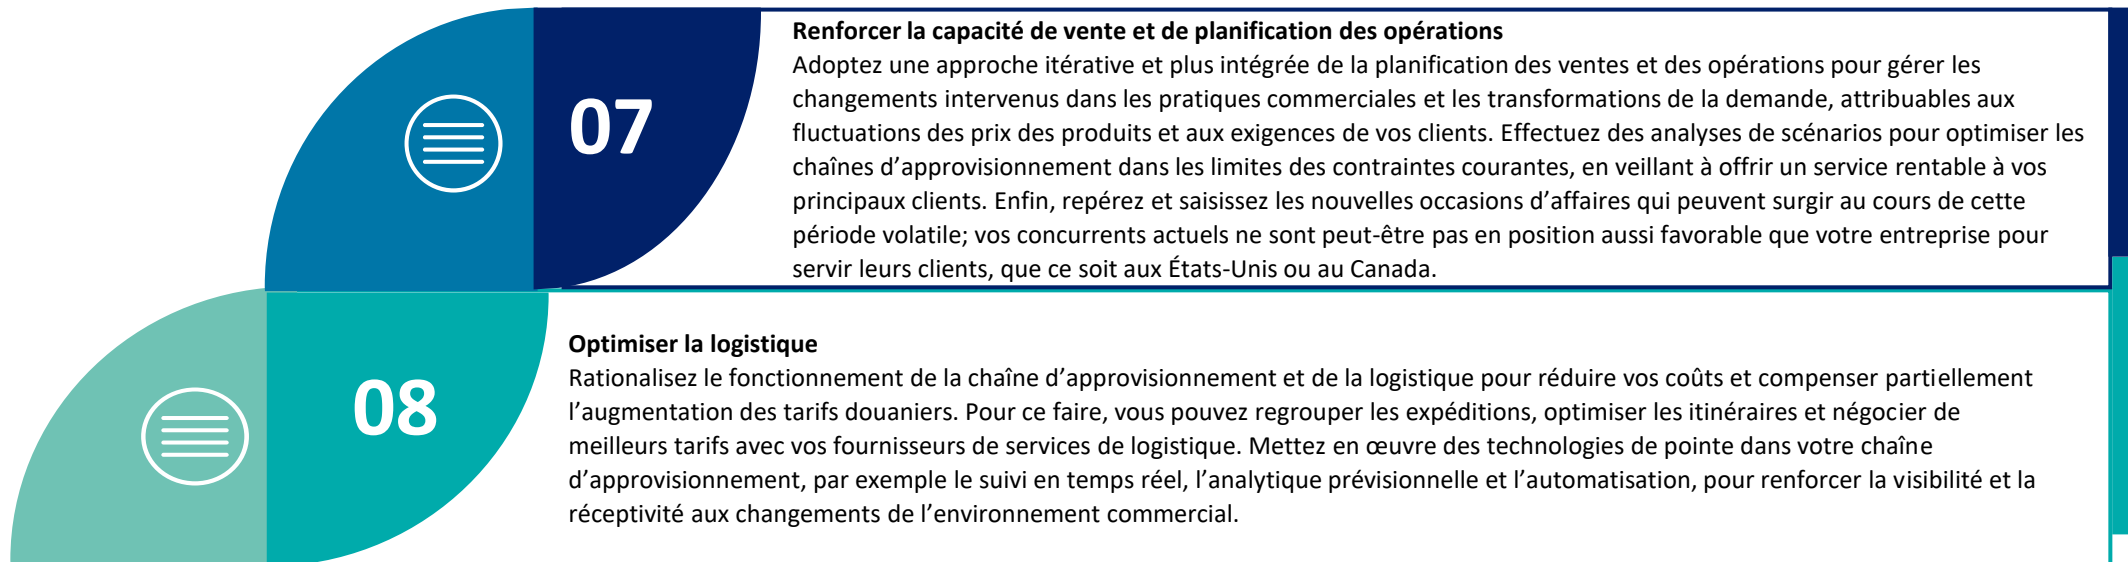 07
Renforcer la capacité de vente et de planification des opérations
Adoptez une approche itérative et plus intégrée de la planification des ventes et des opérations pour gérer les
changements intervenus dans les pratiques commerciales et les transformations de la demande, attribuables aux
fluctuations des prix des produits et aux exigences de vos clients. Effectuez des analyses de scénarios pour optimiser les
chaînes d’approvisionnement dans les limites des contraintes courantes, en veillant à offrir un service rentable à vos
principaux clients. Enfin, repérez et saisissez les nouvelles occasions d’affaires qui peuvent surgir au cours de cette
période volatile; vos concurrents actuels ne sont peut-être pas en position aussi favorable que votre entreprise pour
servir leurs clients, que ce soit aux États-Unis ou au Canada.
08
Optimiser la logistique
Rationalisez le fonctionnement de la chaîne d’approvisionnement et de la logistique pour réduire vos coûts et compenser partiellement
l’augmentation des tarifs douaniers. Pour ce faire, vous pouvez regrouper les expéditions, optimiser les itinéraires et négocier de
meilleurs tarifs avec vos fournisseurs de services de logistique. Mettez en œuvre des technologies de pointe dans votre chaîne
d’approvisionnement, par exemple le suivi en temps réel, l’analytique prévisionnelle et l’automatisation, pour renforcer la visibilité et la
réceptivité aux changements de l’environnement commercial.